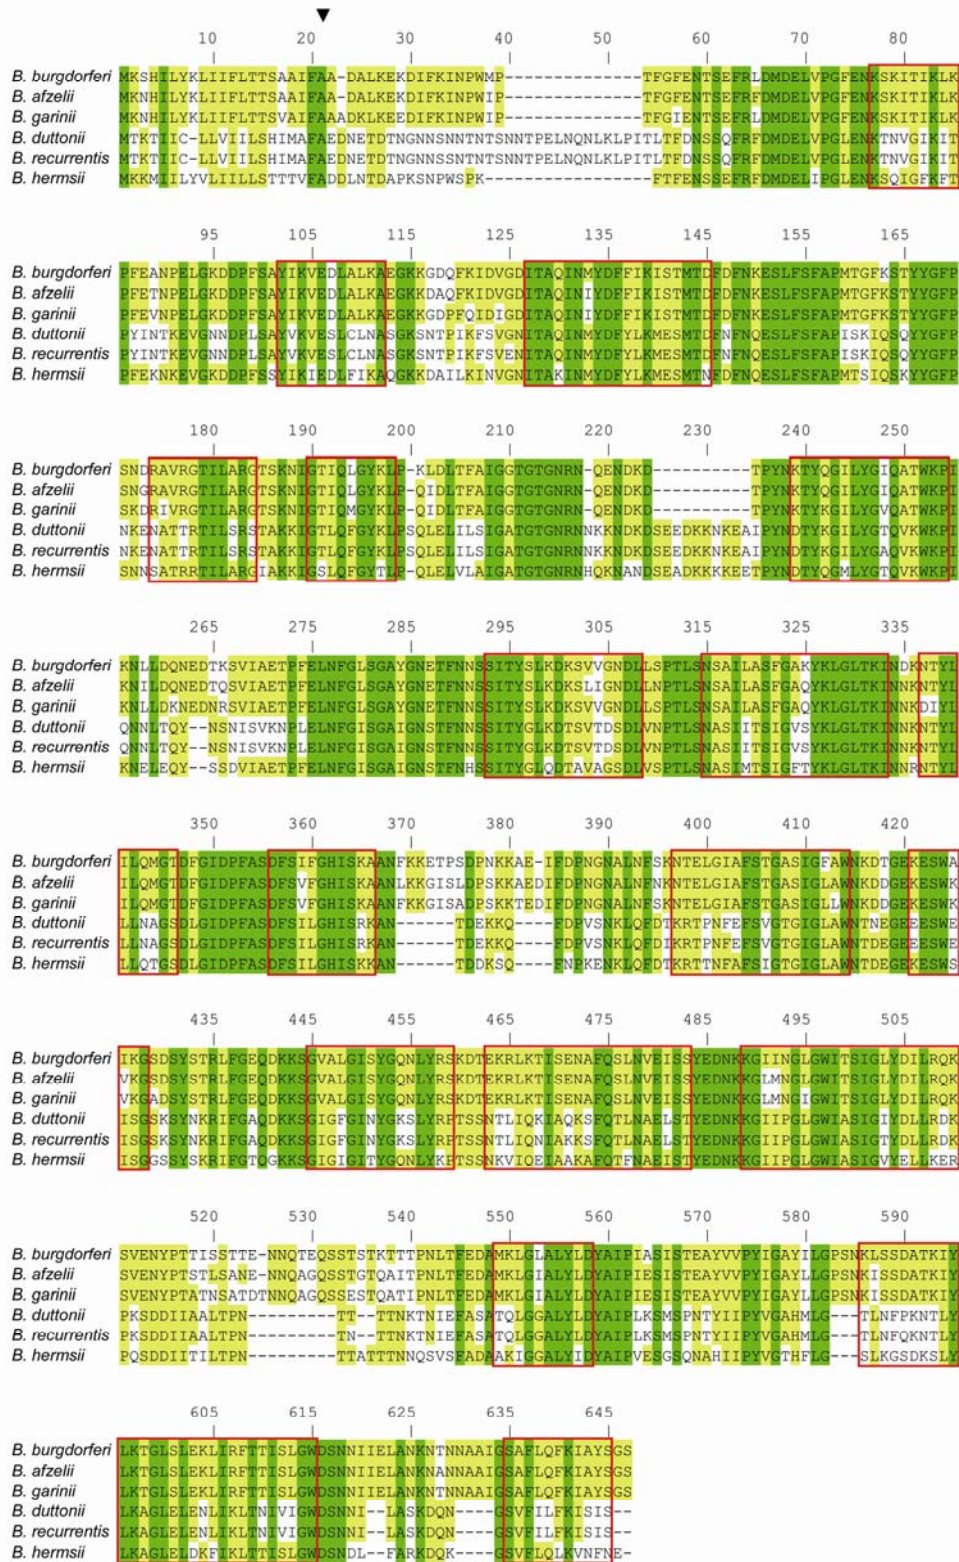 ▼
10 20 30 40 50 60 70 80
B. burgdorferi MKSHILYKLIIFLTTSAAIFAA-DALKEKDIFKINPWMP--------------TFGFENTSEFRLDMDELVPGFENKSKITIKLK
B. afzelii MKNHILYKLIIFLTTSAAIFAA-DALKEKDIFKINPWIP--------------TFGFENTSEFRFDMDELVPGFENKSKITIKLK
B. garinii MKNHILYKLIIFLTTSVAIFAAADKLKEEDIFKINPWIP--------------TFGIENTSEFRLDMDELVPGFENKSKITIKLK
B. duttonii MTKTIIC-LLVIILSHIMAFAEDNETDTNGNNSNNTNTSNNTPELNQNLKLPITLTFDNSSQFRFDMDELVPGLENKTNVGIKIT
B. recurrentis MTKTIIC-LLVIILSHIMAFAEDNETDTNGNNSSNTNTSNNTPELNQNLKLPITLTFDNSSQFRFDMDELVPGLENKTNVGIKIT
B. hermsii MKKMIILYVLIILLSTTTVFADDLNTDAPKSNPWSPK-----------------FTFENSSEFRFDMDELIPGLENKSQIGFKFT
95 105 115 125 135 145 155 165
B. burgdorferi PFEANPELGKDDPFSAYIKVEDLALKAEGKKGDQFKIDVGDITAQINMYDFFIKISTMTDFDFNKESLFSFAPMTGFKSTYYGFP
B. afzelii PFETNPELGKDDPFSAYIKVEDLALKAEGKKDAQFKIDVGDITAQINIYDFFIKISTMTDFDFNKESLFSFAPMTGFKSTYYGFP
B. garinii PFEVNPELGKDDPFSAYIKVEDLALKAEGKKGDPFQIDIGDITAQINIYDFFIKISTMTDFDFNKESLFSFAPMTGFKSTYYGFP
B. duttonii PYINTKEVGNNDPLSAYVKVESLCLNASGKSNTPIKFSVGNITAQINMYDFYLKMESMTDFNFNQESLFSFAPISKIQSQYYGFP
B. recurrentis PYINTKEVGNNDPLSAYVKVESLCLNASGKSNTPIKFSVENITAQINMYDFYLKMESMTDFNFNQESLFSFAPISKIQSQYYGFP
B. hermsii PFEKNKEVGKDDPFSSYIKIEDLFIKAQGKKDAILKINVGNITAKINMYDFYLKMESMTNFDFNQESLFSFAPMTSIQSKYYGFP
180 190 200 210 220 230 240 250
B. burgdorferi SNDRAVRGTILARGTSKNIGTIQLGYKLP-KLDLTFAIGGTGTGNRN-QENDKD----------TPYNKTYQGILYGIQATWKPI
B. afzelii SNGRAVRGTILARGTSKNIGTIQLGYKLP-QIDLTFAIGGTGTGNRN-QENDKD----------TPYNKTYQGILYGIQATWKPI
B. garinii SKDRIVRGTILARGTSKNIGTIQMGYKLP-QIDLTFAIGGTGTGNRN-QENDKD----------TPYNKTYQGILYGVQATWKPI
B. duttonii NKENATTRTILSRSTAKKIGTLQFGYKLPSQLELILSIGATGTGNRNNKKNDKDSEEDKKNKEAIPYNDTYKGILYGTQVKWKPI
B. recurrentis NKENATTRTILSRSTAKKIGTLQFGYKLPSQLELILSIGATGTGNRNNKKNDKDSEEDKKNKEAIPYNDTYKGILYGAQVKWKPI
B. hermsii SNNSATRRTILARGIAKKIGSLQFGYTLP-QLELVLAIGATGTGNRNHQKNANDSEADKKKKEETPYNDTYQGMLYGTQVKWKPI
265 275 285 295 305 315 325 335
B. burgdorferi KNLLDQNEDTKSVIAETPFELNFGLSGAYGNETFNNSSITYSLKDKSVVGNDLLSPTLSNSAILASFGAKYKLGLTKINDKNTYL
B. afzelii KNILDQNEDTQSVIAETPFELNFGLSGAYGNETFNNSSITYSLKDKSLIGNDLLNPTLSNSAILASFGAQYKLGLTKINNKNTYL
B. garinii KNLLDKNEDNRSVIAETPFELNFGLSGAYGNETFNNSSITYSLKDKSVVGNDLLSPTLSNSAILASFGAQYKLGLTKINNKDIYL
B. duttonii QNNLTQY--NSNISVKNPLELNFGISGAIGNSTFNNSSITYGLKDTSVTDSDLVNPTLSNASIITSIGVSYKLGLTKINNKNTYL
B. recurrentis QNNLTQY--NSNISVKNPLELNFGISGAIGNSTFNNSSITYGLKDTSVTDSDLVNPTLSNASIITSIGVSYKLGLTKINNKNTYL
B. hermsii KNELEQY--SSDVIAETPFELNFGISGAIGNSTFNHSSITYGLQDTAVAGSDLVSPTLSNASIMTSIGFTYKLGLTKINNRNTYL
350 360 370 380 390 400 410 420
B. burgdorferi ILQMGTDFGIDPFASDFSIFGHISKAANFKKETPSDPNKKAE-IFDPNGNALNFSKNTELGIAFSTGASIGFAWNKDTGEKESWA
B. afzelii ILQMGTDFGIDPFASDFSVFGHISKAANLKKGISLDPSKKAEDIFDPNGNALNFNKNTELGIAFSTGASIGLAWNKDDGEKESWK
B. garinii ILQMGTDFGIDPFASDFSVFGHISKAANFKKGISADPSKKTEDIFDPNGNALNFSKNTELGIAFSTGASIGLLWNKDDGEKESWK
B. duttonii LLNAGSDLGIDPFASDFSILGHISRKAN------TDEKKQ----FDPVSNKLQFDTKRTPNFEFSVGTGIGLAWNTNEGEEESWE
B. recurrentis LLNAGSDLGIDPFASDFSILGHISRKAN------TDEKKQ----FDPVSNKLQFDIKRTPNFEFSVGTGIGLAWNTDEGEEESWE
B. hermsii LLQTGSDLGIDPFASDFSILGHISKKAN------TDDKSQ----FNPKENKLQFDTKRTTNFAFSIGTGIGLAWNTDEGEKESWS
435 445 455 465 475 485 495 505
B. burgdorferi IKGSDSYSTRLFGEQDKKSGVALGISYGQNLYRSKDTEKRLKTISENAFQSLNVEISSYEDNKKGIINGLGWITSIGLYDILRQK
B. afzelii VKGSDSYSTRLFGEQDKKSGVALGISYGQNLYRSKDTEKRLKTISENAFQSLNVEISSYEDNKKGLMNGLGWITSIGLYDILRQK
B. garinii VKGADSYSTRLFGEQDKKSGVALGISYGQNLYRSKDTEKRLKTISENAFQSLNVEISSYEDNKKGLMNGIGWITSIGLYDILRQK
B. duttonii ISGSKSYNKRIFGAQDKKSGIGFGINYGKSLYRPTSSNTLIQKIAQKSFQTLNAELSTYEDNKKGIIPGLGWIASIGIYDLLRDK
B. recurrentis ISGSKSYNKRIFGAQDKKSGIGFGINYGKSLYRPTSSNTLIQNIAKKSFQTLNAELSTYEDNKKGIIPGLGWIASIGTYDLLRDK
B. hermsii ISGGSSYSKRIFGTQGKKSGIGIGITYGQNLYKPTSSNKVIQEIAAKAFQTFNAEISTYEDNKKGIIPGLGWIASIGVYELLKER
520 530 540 550 560 570 580 590
B. burgdorferi SVENYPTTISSTTE-NNQTEQSSTSTKTTTPNLTFEDAMKLGLALYLDYAIPIASISTEAYVVPYIGAYILGPSNKLSSDATKIY
B. afzelii SVENYPTSTLSANE-NNQAGQSSTGTQAITPNLTFEDAMKLGIALYLDYAIPIESISTEAYVVPYIGAYLLGPSNKISSDATKIY
B. garinii SVENYPTATNSATDTNNQAGQSSESTQATIPNLTFEDAMKLGIALYLDYAIPIESISTEAYVVPYIGAYLLGPSNKISSDATKIY
B. duttonii PKSDDIIAALTPN---------TT-TTNKTNIEFASATQLGGALYLDYAIPLKSMSPNTYIIPYVGAHMLG---TLNFPKNTLY
B. recurrentis PKSDDIIAALTPN---------TN-TTNKTNIEFASATQLGGALYLDYAIPLKSMSPNTYIIPYVGAHMLG---TLNFQKNTLY
B. hermsii PQSDDIITILTPN---------TTATTTNNQSVSFADAAKIGGALYIDYAIPVESGSQNAHIIPYVGTHFLG---SLKGSDKSLY
605 615 625 635 645
B. burgdorferi LKTGLSLEKLIRFTTISLGWDSNNIIELANKNTNNAAIGSAFLQFKIAYSGS
B. afzelii LKTGLSLEKLIRFTTISLGWDSNNIIELANKNANNAAIGSAFLQFKIAYSGS
B. garinii LKTGLSLEKLIRFTTISLGWDSNNIIELANKNTNNAAIGSAFLQFKIAYSGS
B. duttonii LKAGLELENLIKLTNIVIGWDSNNI--LASKDQN----GSVFILFKISIS-
B. recurrentis LKAGLELENLIKLTNIVIGWDSNNI--LASKDQN----GSVFILFKISIS-
B. hermsii LKAGLELDKFIKLTTISLGWDSNDL--FARKDQK----GSVFLQLKVNFNE-